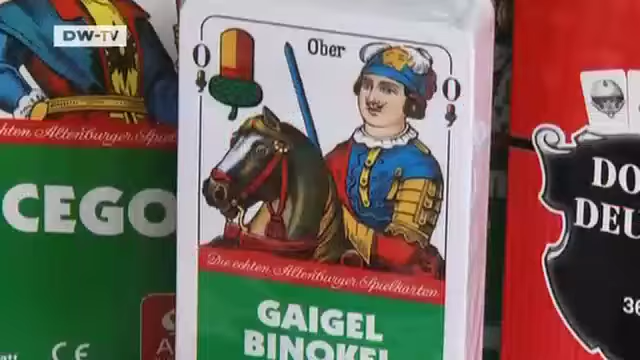 DW-TV
O
Ober
O
Die echten Altenburger Spielkarten
CEGO
GAIGEL
BINOKEL
CE
DO
DEU
36